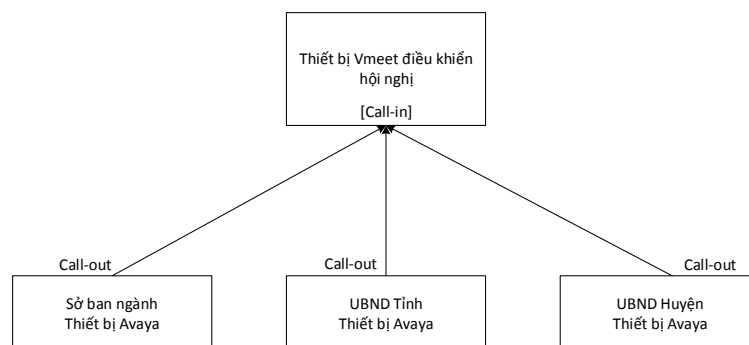 Thiết bị Vmeet điều khiển
hội nghị
[Call-in]
Call-out
Call-out
Call-out
Sở ban ngành
Thiết bị Avaya
UBND Tỉnh
Thiết bị Avaya
UBND Huyện
Thiết bị Avaya